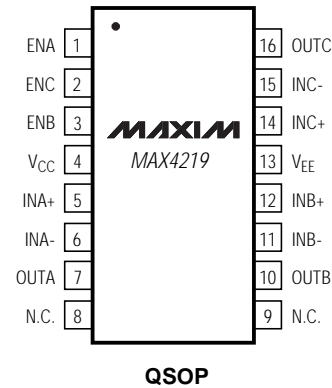 ENA 1 16 OUTC
ENC 2 15 INC-
ENB 3 MAXIM 14 INC+
VCC 4 MAX4219 13 VEE
INA+ 5 12 INB+
INA- 6 11 INB-
OUTA 7 10 OUTB
N.C. 8 9 N.C.
QSOP